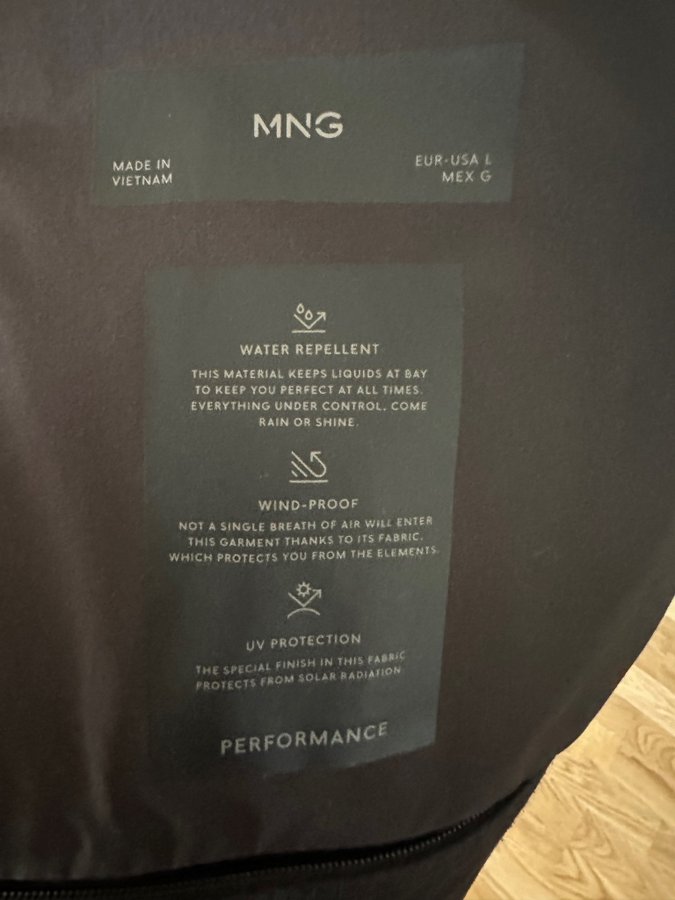 MNG
MADE IN
VIETNAM
EUR-USA L
MEX G
WATER REPELLENT
THIS MATERIAL KEEPS LIQUIDS AT BAY
TO KEEP YOU PERFECT AT ALL TIMES.
EVERYTHING UNDER CONTROL, COME
RAIN OR SHINE.
WIND-PROOF
NOT A SINGLE BREATH OF AIR WILL ENTER
THIS GARMENT THANKS TO ITS FABRIC,
WHICH PROTECTS YOU FROM THE ELEMENTS.
UV PROTECTION
THE SPECIAL FINISH IN THIS FABRIC
PROTECTS FROM SOLAR RADIATION.
PERFORMANCE